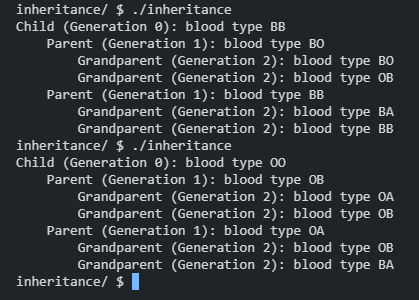 inheritance/ $ ./inheritance
Child (Generation 0): blood type BB
    Parent (Generation 1): blood type BO
        Grandparent (Generation 2): blood type BO
        Grandparent (Generation 2): blood type OB
    Parent (Generation 1): blood type BB
        Grandparent (Generation 2): blood type BA
        Grandparent (Generation 2): blood type BB
inheritance/ $ ./inheritance
Child (Generation 0): blood type OO
    Parent (Generation 1): blood type OB
        Grandparent (Generation 2): blood type OA
        Grandparent (Generation 2): blood type OB
    Parent (Generation 1): blood type OA
        Grandparent (Generation 2): blood type OB
        Grandparent (Generation 2): blood type BA
inheritance/ $